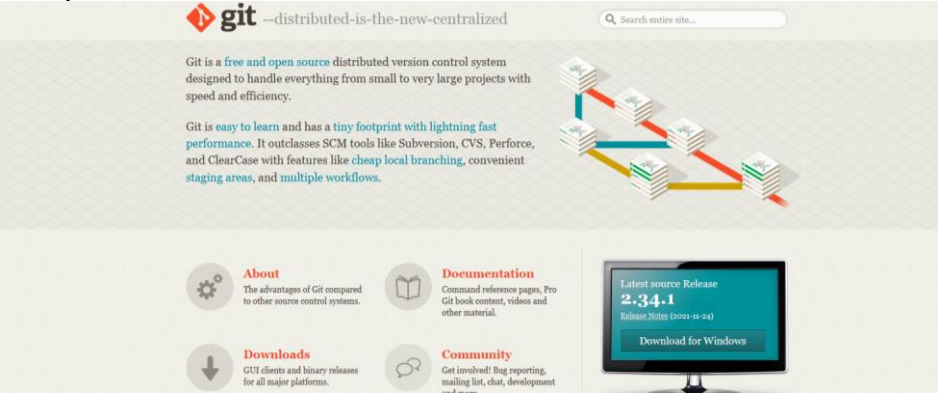 git --distributed-is-the-new-centralized
Search entire site...
Git is a free and open source distributed version control system
designed to handle everything from small to very large projects with
speed and efficiency.
Git is easy to learn and has a tiny footprint with lightning fast
performance. It outclasses SCM tools like Subversion, CVS, Perforce,
and ClearCase with features like cheap local branching, convenient
staging areas, and multiple workflows.
About
The advantages of Git compared
to other source control systems.
Documentation
Command reference pages, Pro
Git book content, videos and
other material.
Downloads
GUI clients and binary releases
for all major platforms.
Community
Get involved! Bug reporting,
mailing list, chat, development
and more.
Latest source Release
2.34.1
Release Notes (2021-11-24)
Download for Windows